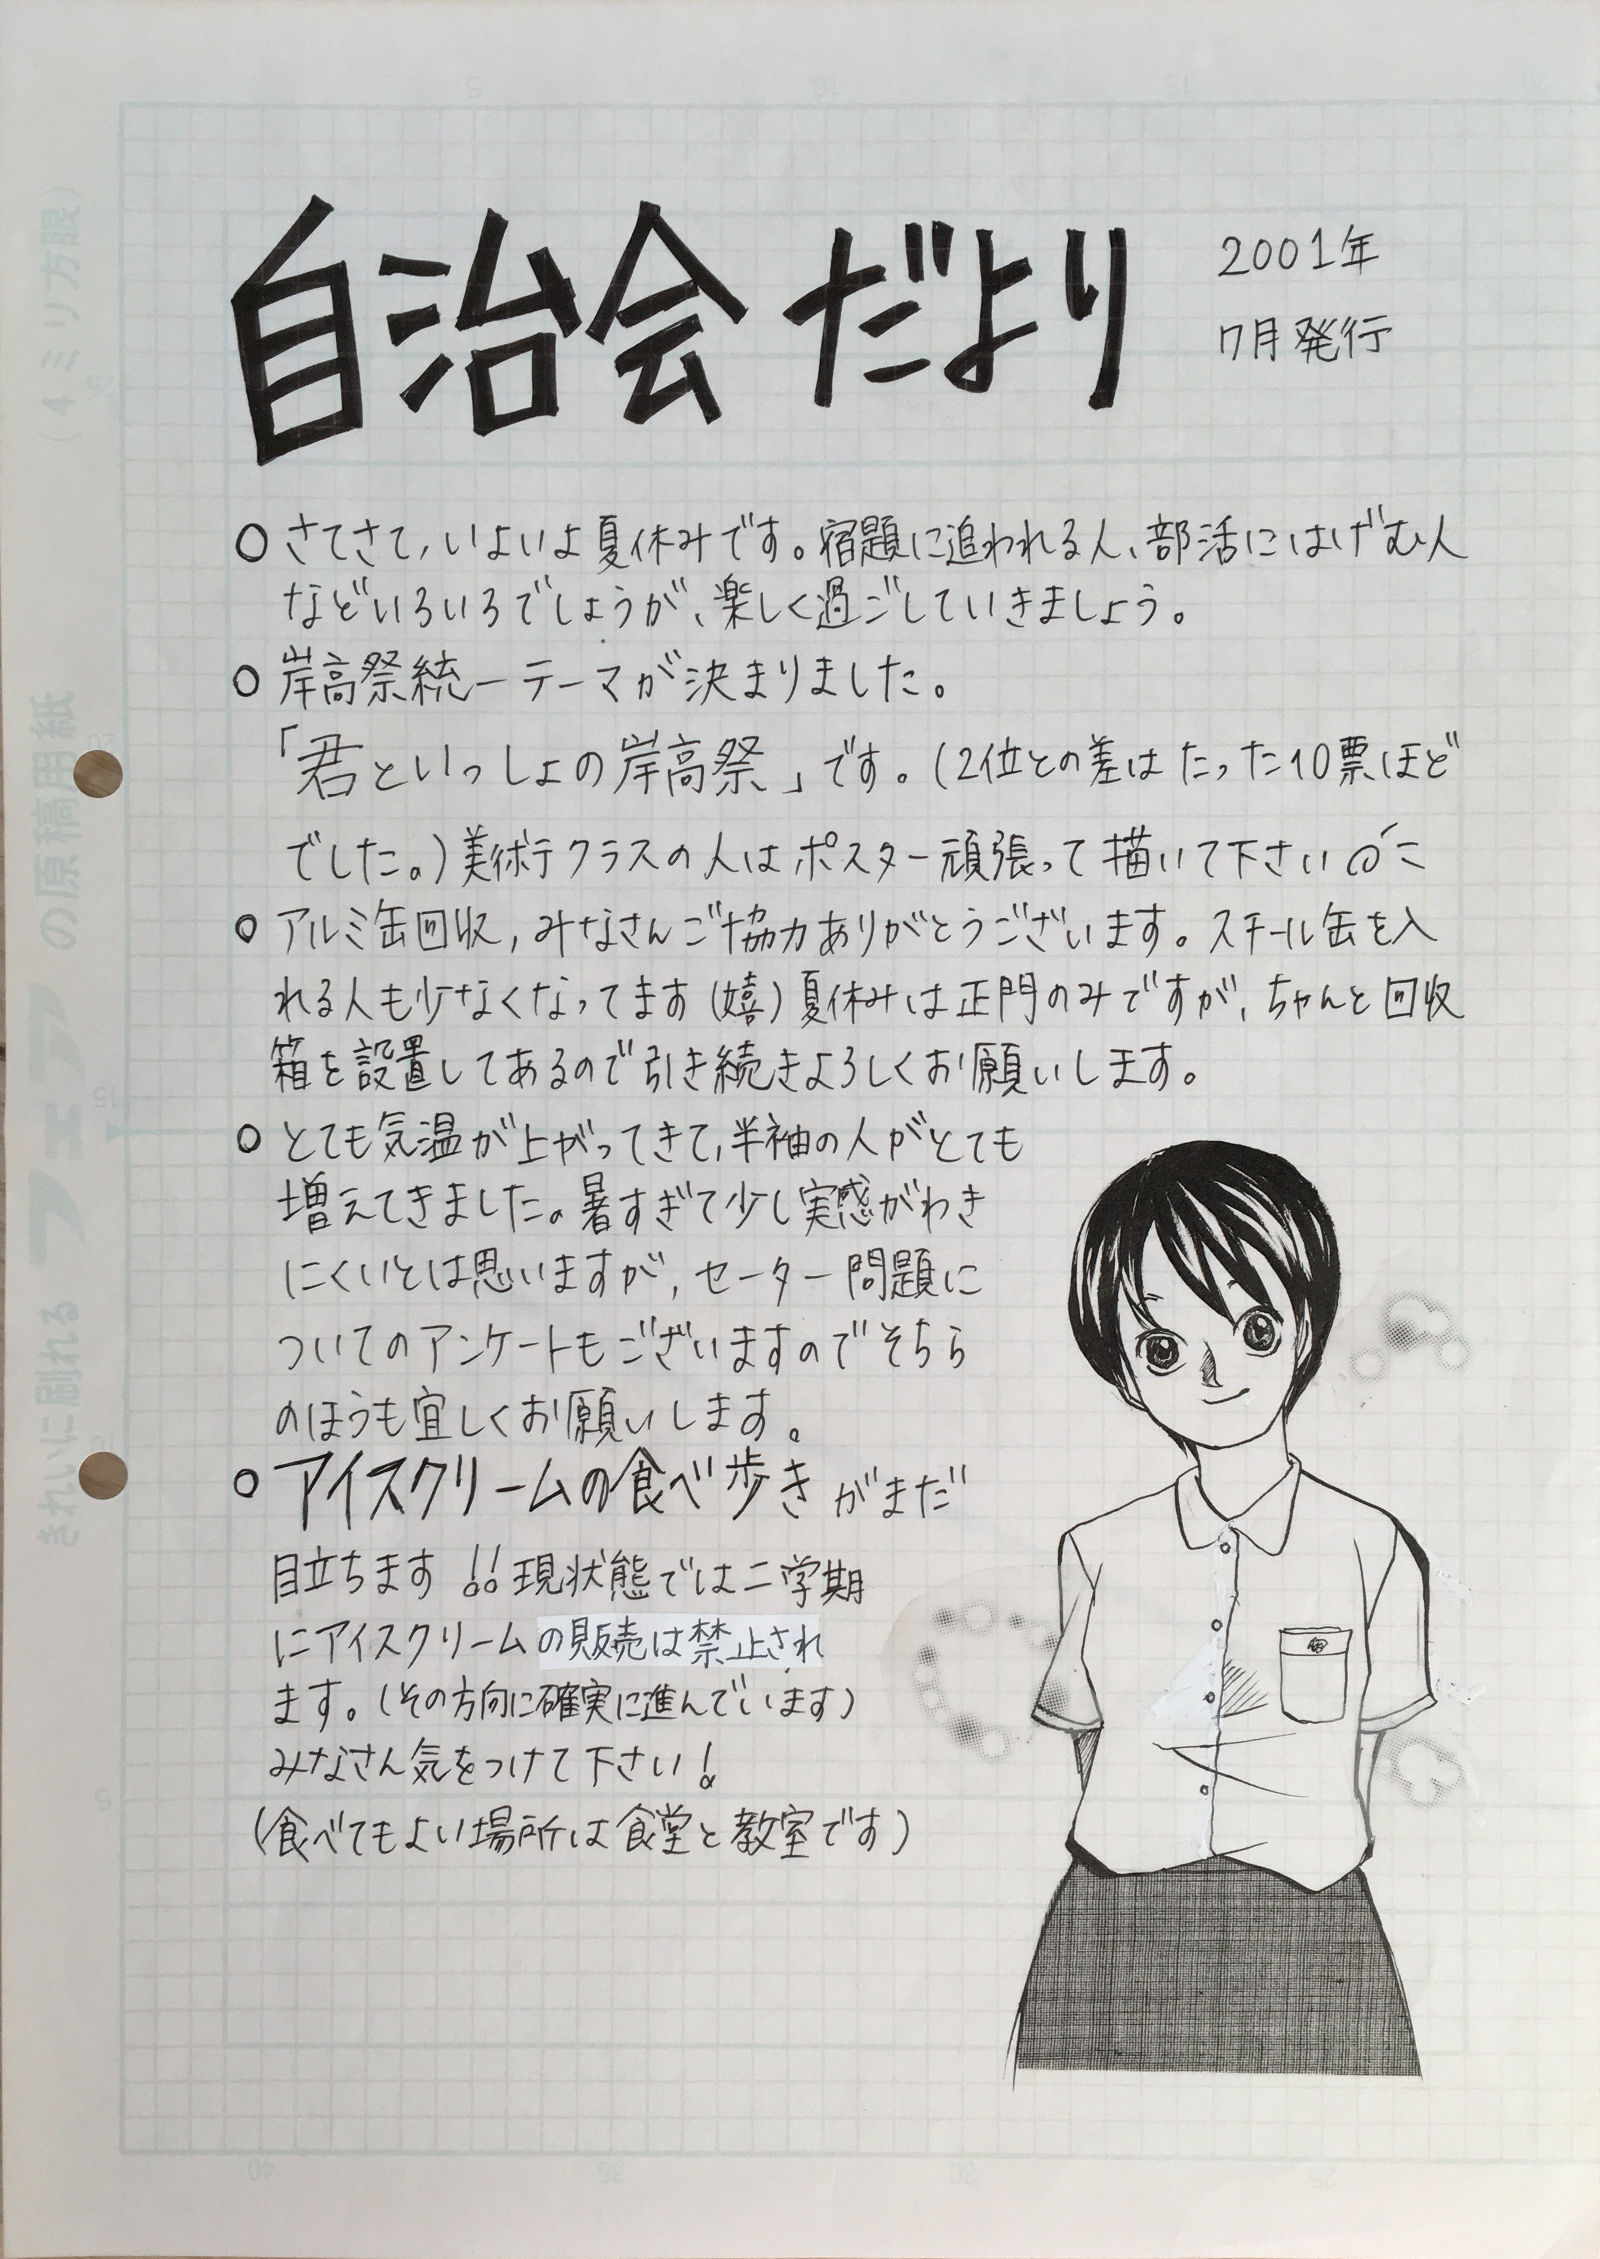 自治会だより
2001年
7月発行
○さてさて,いよいよ夏休みです。宿題に追われる人、部活にはげむ人
などいろいろでしょうが、楽しく過ごしていきましょう。
○岸高祭統一テーマが決まりました。
「君といっしょの岸高祭」です。(2位との差はたった10票ほど
でした。)美術テクラスの人はポスター頑張って描いて下さい
○アルミ缶回収,みなさんご協力ありがとうございます。スチール缶を入
れる人も少なくなってます(嬉)夏休みは正門のみですが,ちゃんと回収
箱を設置してあるので引き続きよろしくお願いします。
○とても気温が上がってきて,半袖の人がとても
増えてきました。暑すぎて少し実感がわき
にくいとは思いますが,セーター問題に
ついてのアンケートもございますのでそちら
のほうも宜しくお願いします。
○アイスクリームの食べ歩きがまだ
目立ちます!!現状態では二学期
にアイスクリームの販売は禁止され
ます。(その方向に確実に進んでいます)
みなさん気をつけて下さい!
(食べてもよい場所は食堂と教室です)
(4ミリ方眼)
の原稿用紙
きれいに刷れる